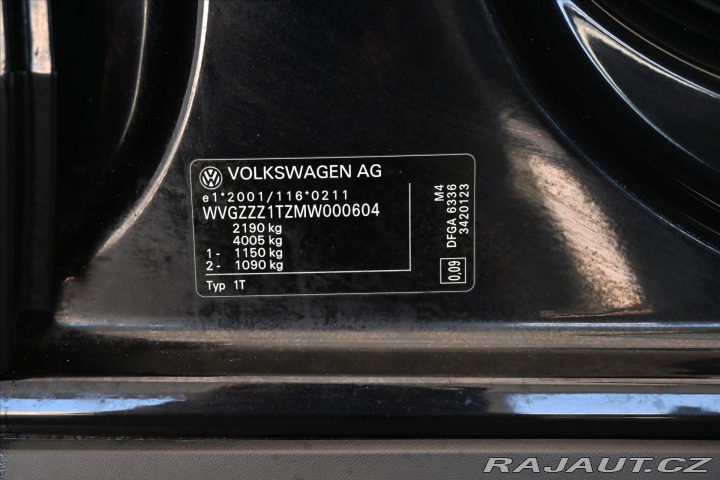 VOLKSWAGEN AG
e1*2001/116*0211
WVGZZZ1TZMW000604
2190 kg
4005 kg
1- 1150 kg
2- 1090 kg
Typ 1T
M4
DFGA 6336
3420123
0,09
RAJAUT.CZ